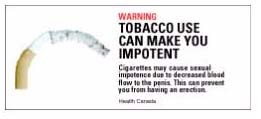 WARNING
TOBACCO USE
CAN MAKE YOU
IMPOTENT
Cigarettes may cause sexual
impotence due to decreased blood
flow to the penis. This can prevent
you from having an erection.
Health Canada